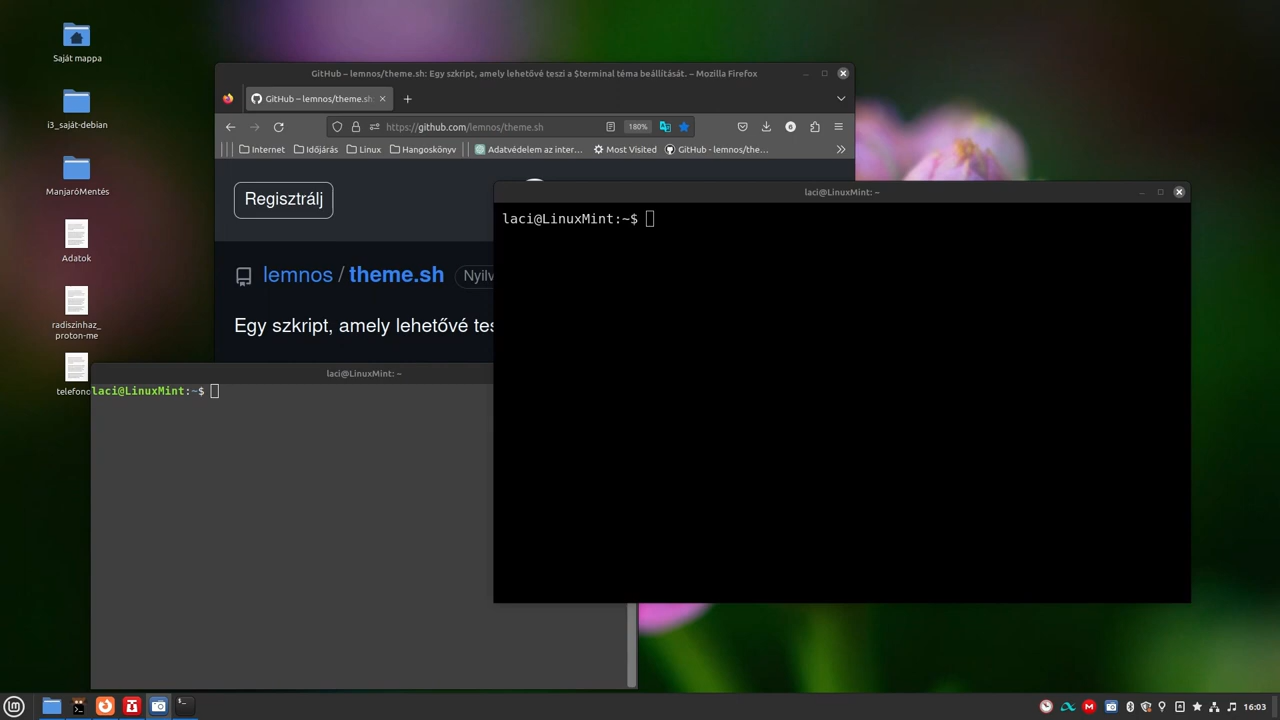 Saját mappa
i3_saját-debian
ManjaróMentés
Adatok
radiszinhaz_
proton-me
GitHub – lemnos/theme.sh: Egy szkript, amely lehetővé teszi a $terminal téma beállítását. – Mozilla Firefox
GitHub – lemnos/theme.sh:
https://github.com/lemnos/theme.sh
180%
6
Internet
Időjárás
Linux
Hangoskönyv
Adatvédelem az inter…
Most Visited
GitHub - lemnos/the…
Regisztrálj
lemnos / theme.sh
Egy szkript, amely lehetővé
laci@LinuxMint: ~
laci@LinuxMint:~$
laci@LinuxMint: ~
laci@LinuxMint:~$
16:03